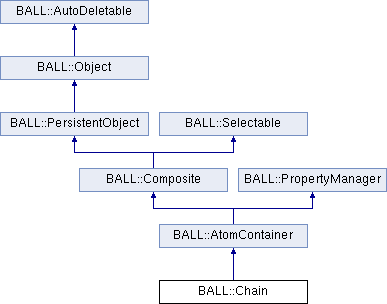 BALL::AutoDeletable
BALL::Object
BALL::PersistentObject
BALL::Selectable
BALL::Composite
BALL::PropertyManager
BALL::AtomContainer
BALL::Chain